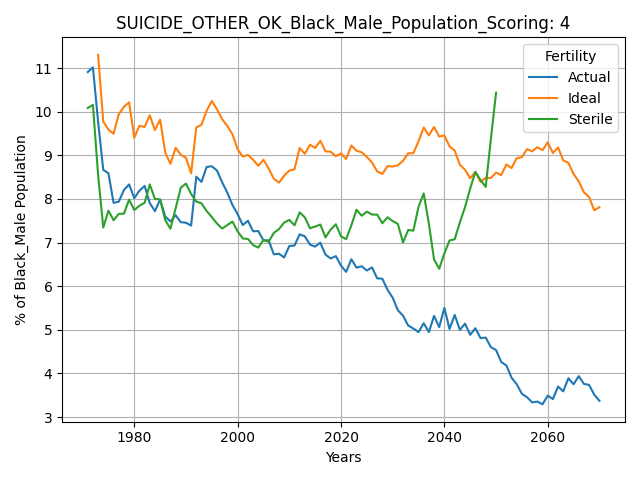 SUICIDE_OTHER_OK_Black_Male_Population_Scoring: 4
Fertility
Actual
Ideal
Sterile
% of Black_Male Population
11
10
9
8
7
6
5
4
3
1980 2000 2020 2040 2060
Years